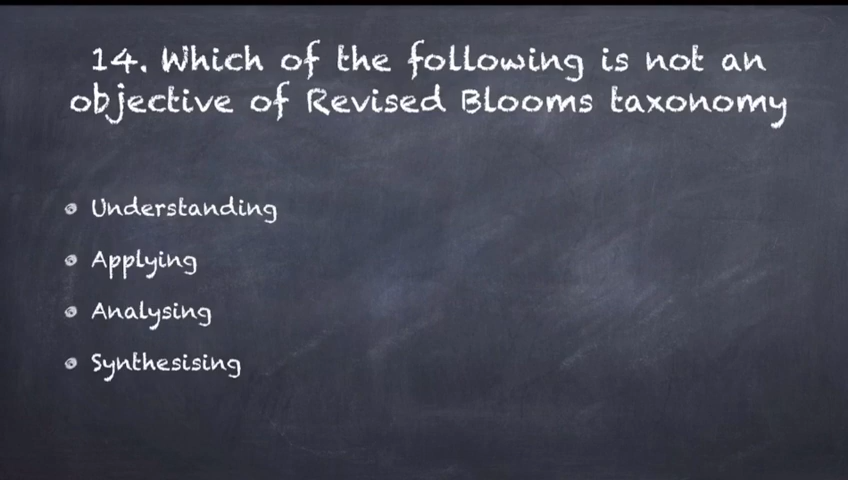 14. Which of the following is not an
objective of Revised Blooms taxonomy
Understanding
Applying
Analysing
Synthesising